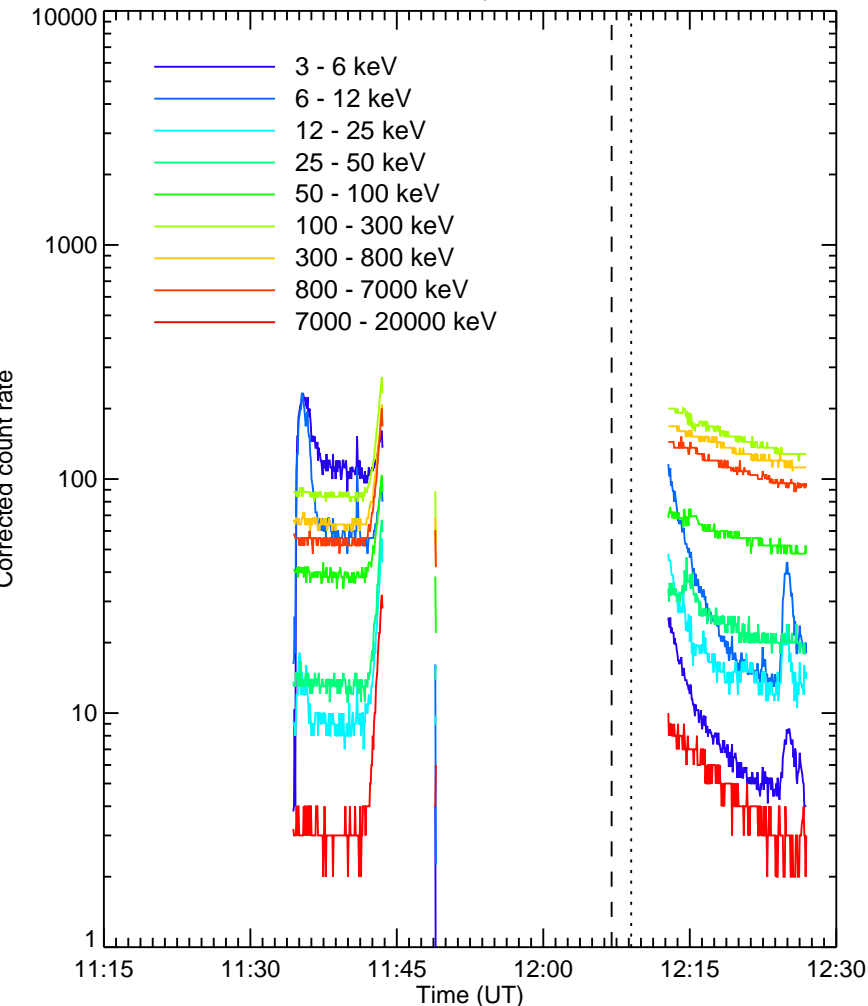 10000
1000
100
10
1
Corrected count rate
3 - 6 keV
6 - 12 keV
12 - 25 keV
25 - 50 keV
50 - 100 keV
100 - 300 keV
300 - 800 keV
800 - 7000 keV
7000 - 20000 keV
11:15 11:30 11:45 12:00 12:15 12:30
Time (UT)